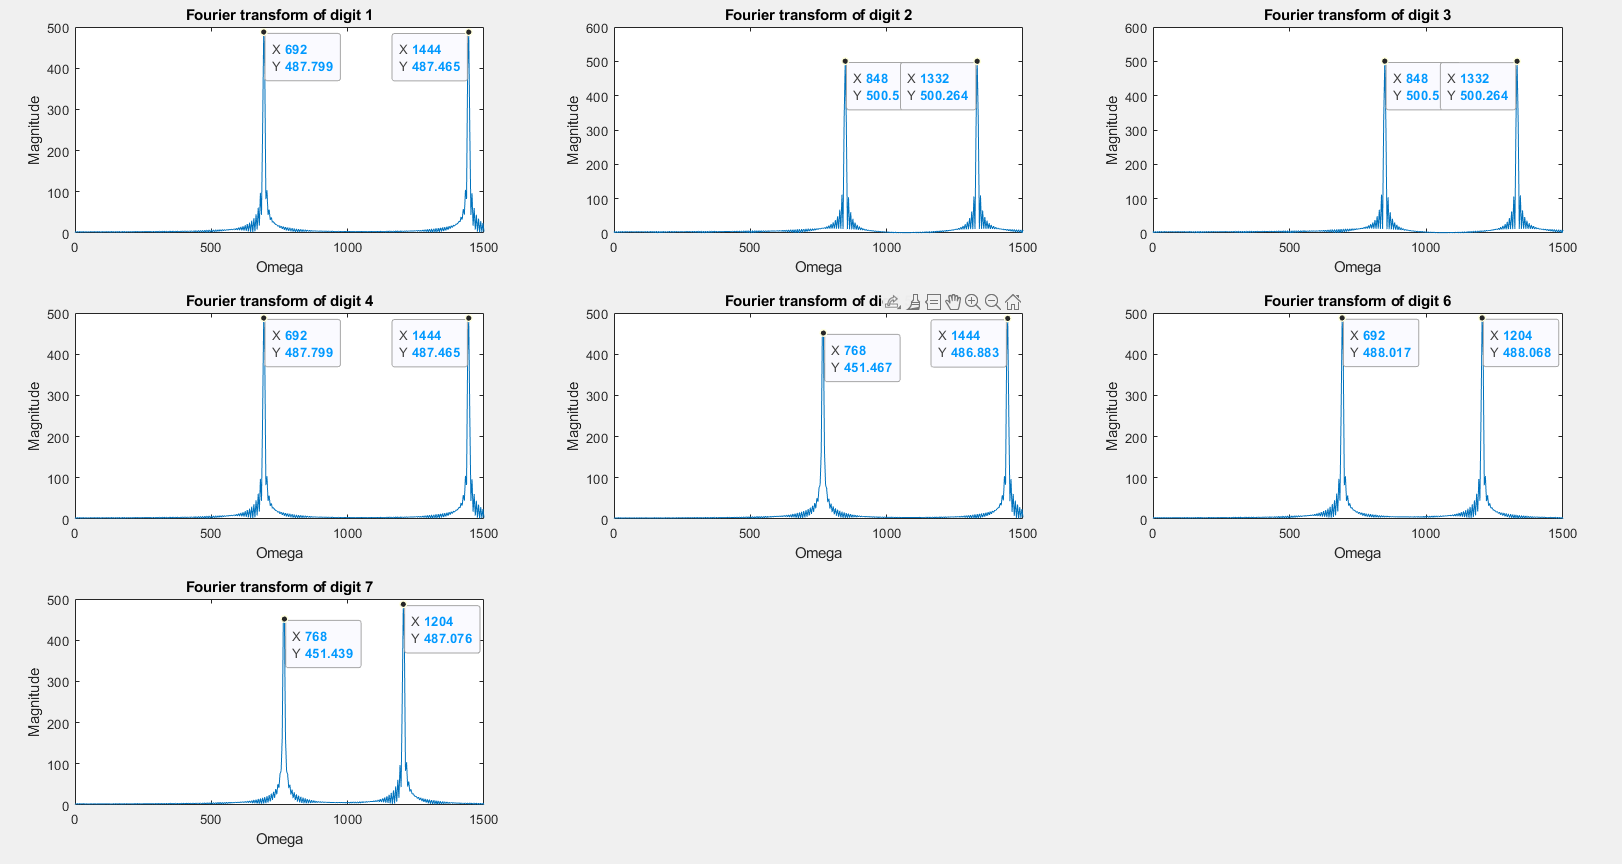 Fourier transform of digit 1
500
400
300
200
100
0
Magnitude
X 692
Y 487.799
X 1444
Y 487.465
0
500
1000
1500
Omega
Fourier transform of digit 2
600
500
400
300
200
100
0
Magnitude
X 848
Y 500.5
X 1332
Y 500.264
0
500
1000
1500
Omega
Fourier transform of digit 3
600
500
400
300
200
100
0
Magnitude
X 848
Y 500.5
X 1332
Y 500.264
0
500
1000
1500
Omega
Fourier transform of digit 4
500
400
300
200
100
0
Magnitude
X 692
Y 487.799
X 1444
Y 487.465
0
500
1000
1500
Omega
Fourier transform of di
500
400
300
200
100
0
Magnitude
X 768
Y 451.467
X 1444
Y 486.883
0
500
1000
1500
Omega
Fourier transform of digit 6
500
400
300
200
100
0
Magnitude
X 692
Y 488.017
X 1204
Y 488.068
0
500
1000
1500
Omega
Fourier transform of digit 7
500
400
300
200
100
0
Magnitude
X 768
Y 451.439
X 1204
Y 487.076
0
500
1000
1500
Omega